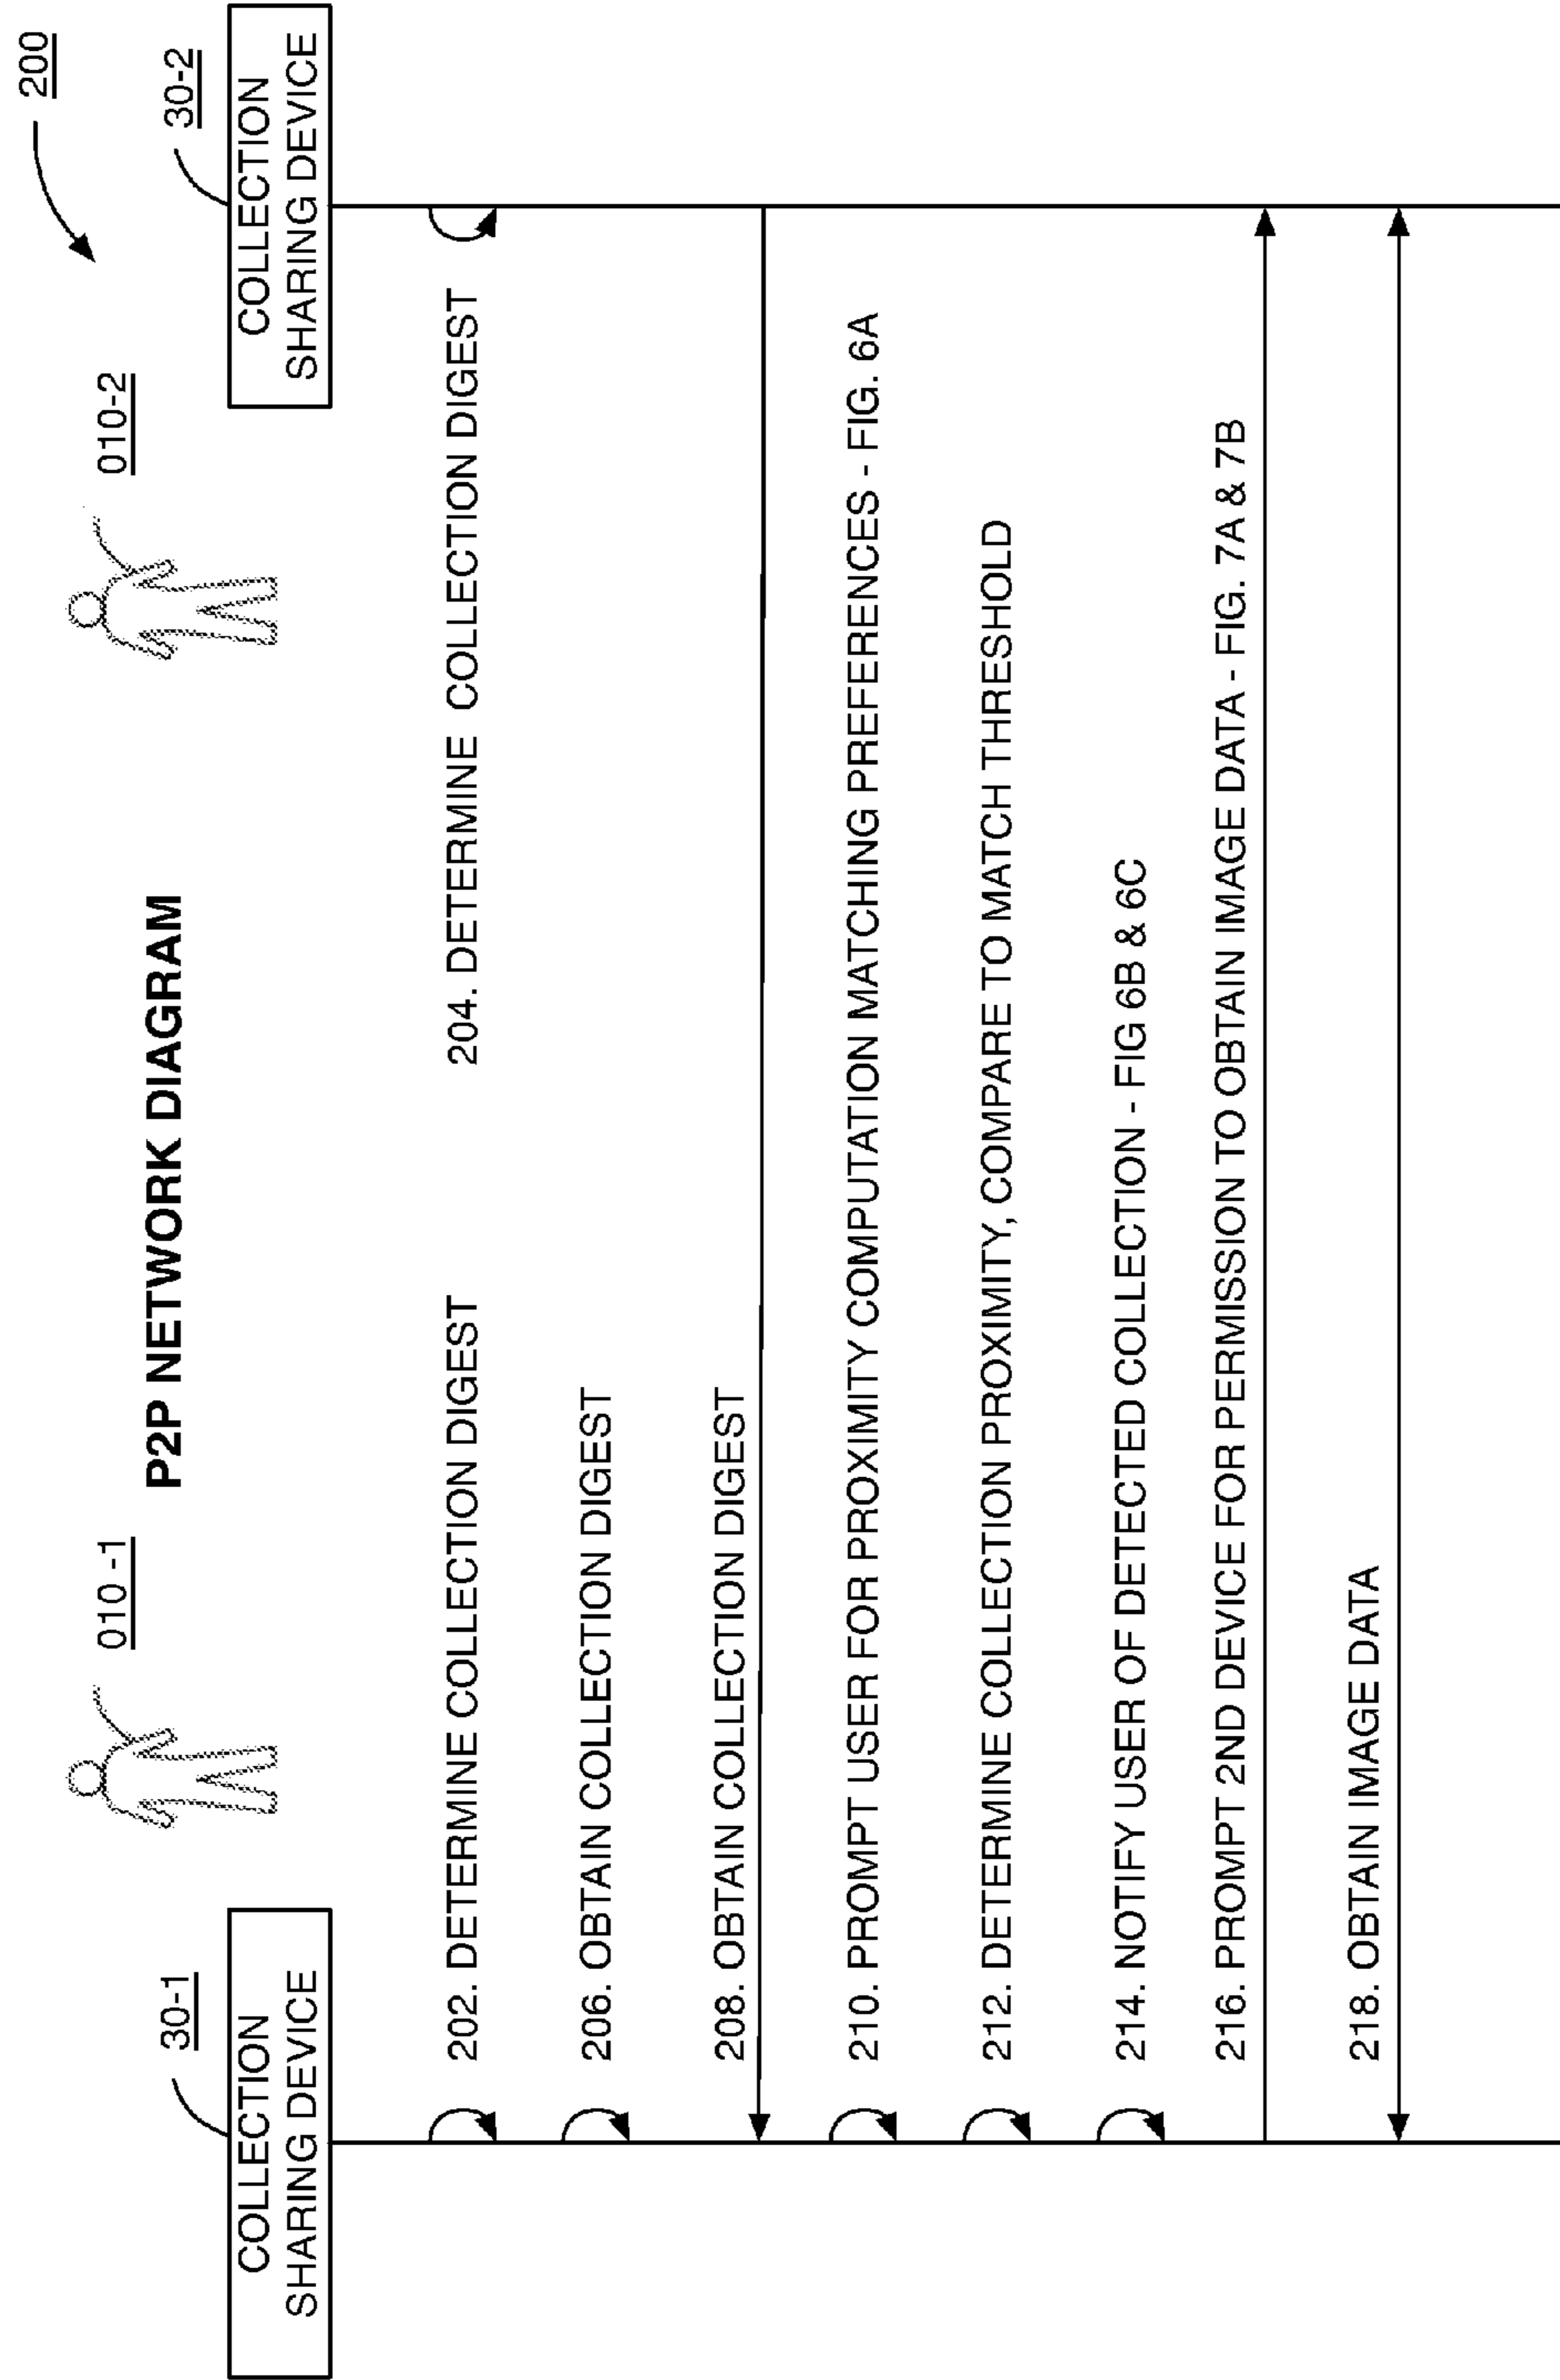 200
010 -1
P2P NETWORK DIAGRAM
010-2
30-1
30-2
COLLECTION
SHARING DEVICE
COLLECTION
SHARING DEVICE
202. DETERMINE COLLECTION DIGEST
204. DETERMINE COLLECTION DIGEST
206. OBTAIN COLLECTION DIGEST
208. OBTAIN COLLECTION DIGEST
210. PROMPT USER FOR PROXIMITY COMPUTATION MATCHING PREFERENCES - FIG. 6A
212. DETERMINE COLLECTION PROXIMITY, COMPARE TO MATCH THRESHOLD
214. NOTIFY USER OF DETECTED COLLECTION - FIG 6B & 6C
216. PROMPT 2ND DEVICE FOR PERMISSION TO OBTAIN IMAGE DATA - FIG. 7A & 7B
218. OBTAIN IMAGE DATA